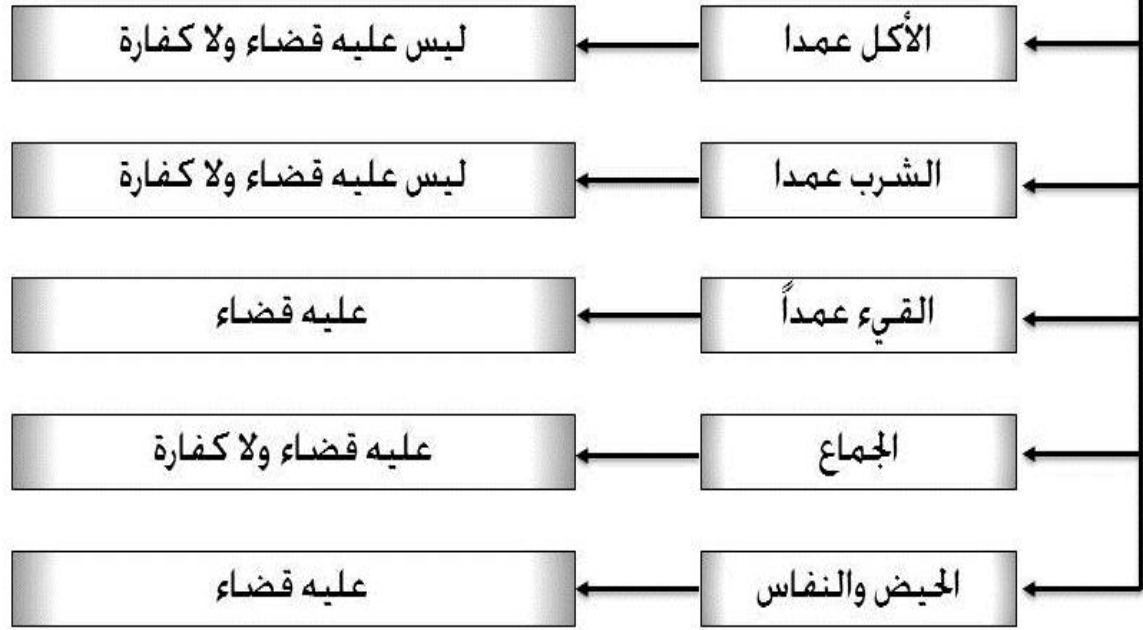 الأكل عمدا
ليس عليه قضاء ولا كفارة
الشرب عمدا
ليس عليه قضاء ولا كفارة
القيء عمداً
عليه قضاء
الجماع
عليه قضاء ولا كفارة
الحيض والنفاس
عليه قضاء